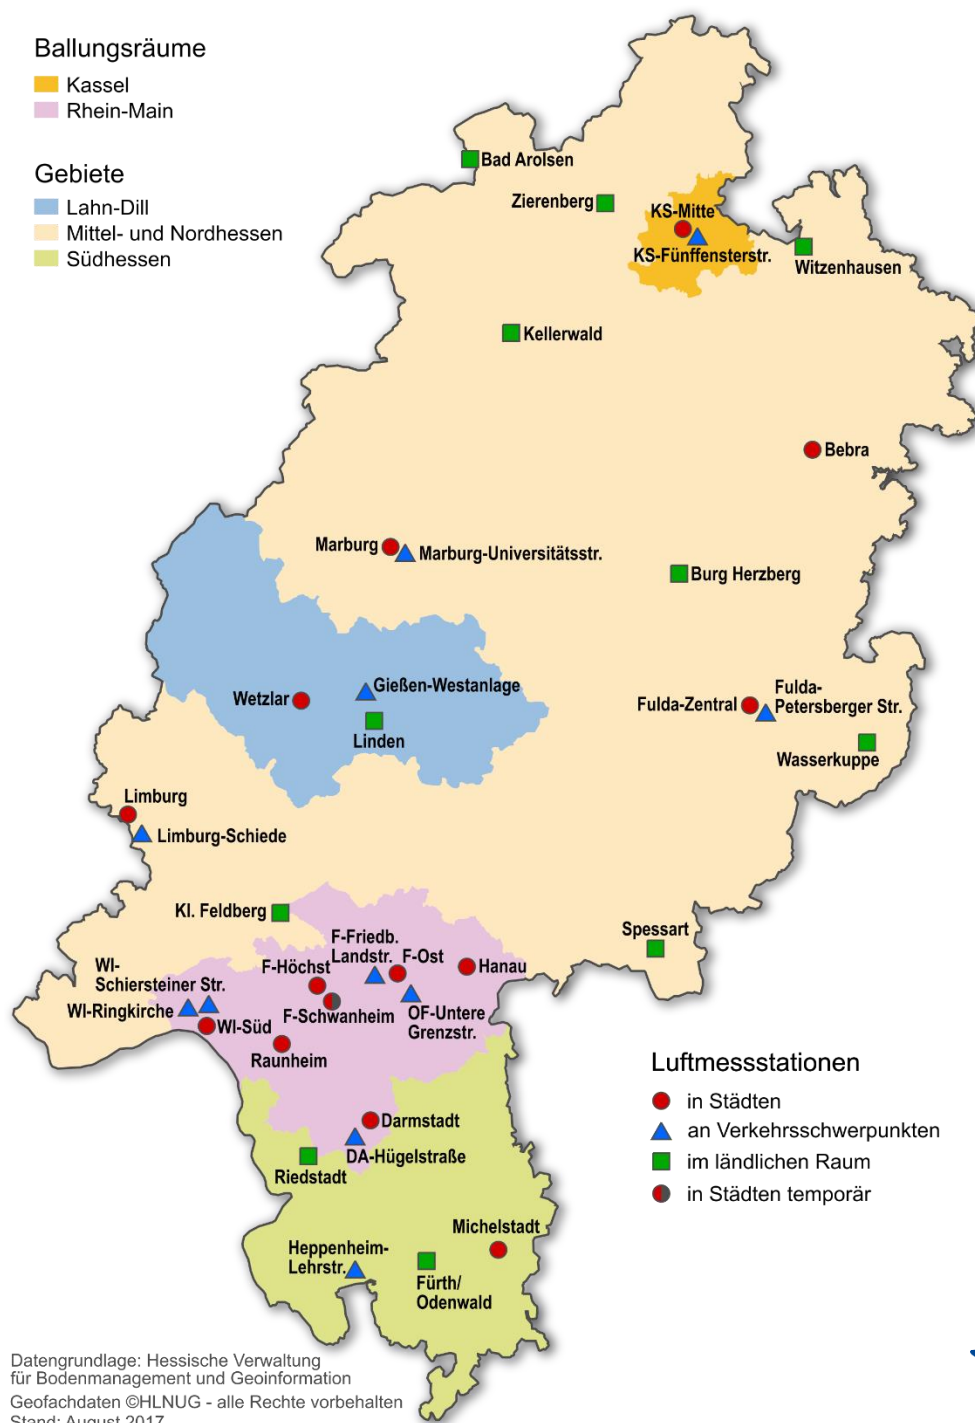 Ballungsräume
Kassel
Rhein-Main
Gebiete
Lahn-Dill
Mittel- und Nordhessen
Südhessen
Bad Arolsen
Zierenberg
KS-Mitte
KS-Fünffensterstr.
Witzenhausen
Kellerwald
Bebra
Marburg
Marburg-Universitätsstr.
Burg Herzberg
Wetzlar
Gießen-Westanlage
Linden
Fulda-Zentral
Fulda-
Petersberger Str.
Wasserkuppe
Limburg
Limburg-Schiede
Kl. Feldberg
Spessart
F-Friedb.
Landstr.
F-Ost
Hanau
F-Höchst
WI-
Schiersteiner Str.
WI-Ringkirche
F-Schwanheim
OF-Untere
Grenzstr.
WI-Süd
Raunheim
Darmstadt
DA-Hügelstraße
Riedstadt
Michelstadt
Heppenheim-
Lehrstr.
Fürth/
Odenwald
Luftmessstationen
in Städten
an Verkehrsschwerpunkten
im ländlichen Raum
in Städten temporär
Datengrundlage: Hessische Verwaltung
für Bodenmanagement und Geoinformation
Geofachdaten ©HLNUG - alle Rechte vorbehalten
Stand: August 2017